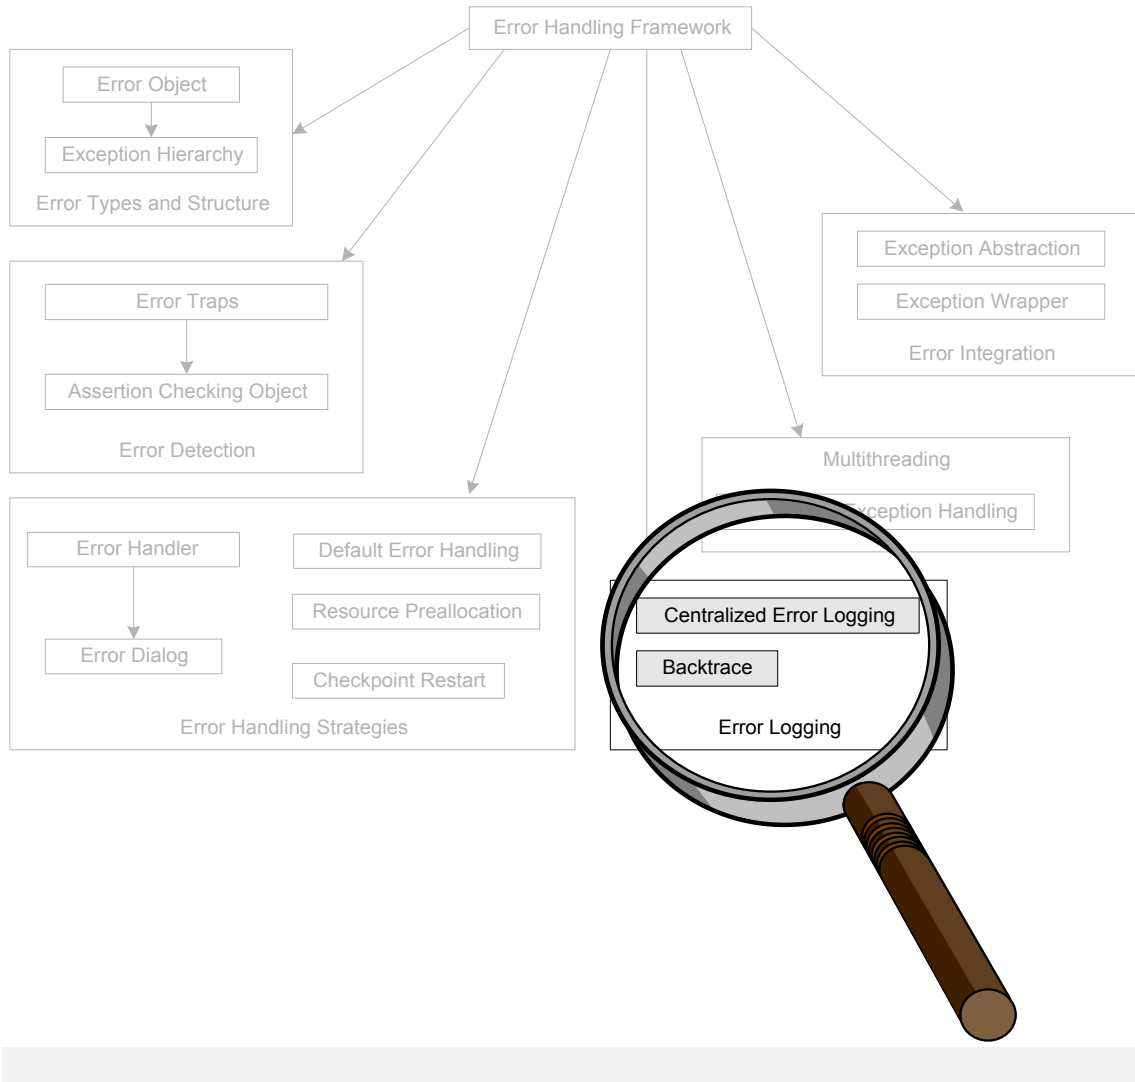 Error Handling Framework
Error Object
Exception Hierarchy
Error Types and Structure
Error Traps
Assertion Checking Object
Error Detection
Error Handler
Error Dialog
Default Error Handling
Resource Preallocation
Checkpoint Restart
Error Handling Strategies
Exception Abstraction
Exception Wrapper
Error Integration
Multithreading
Exception Handling
Centralized Error Logging
Backtrace
Error Logging